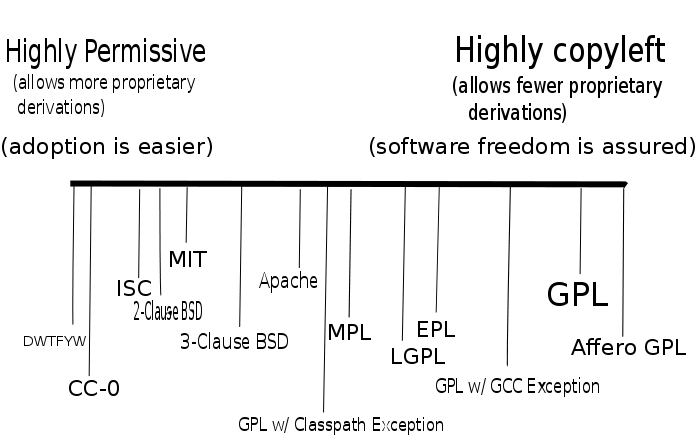 Highly Permissive
(allows more proprietary
derivations)
(adoption is easier)
Highly copyleft
(allows fewer proprietary
derivations)
(software freedom is assured)
DWTFYW
CC-0
ISC
2-Clause BSD
MIT
3-Clause BSD
Apache
GPL w/ Classpath Exception
MPL
LGPL
EPL
GPL w/ GCC Exception
GPL
Affero GPL